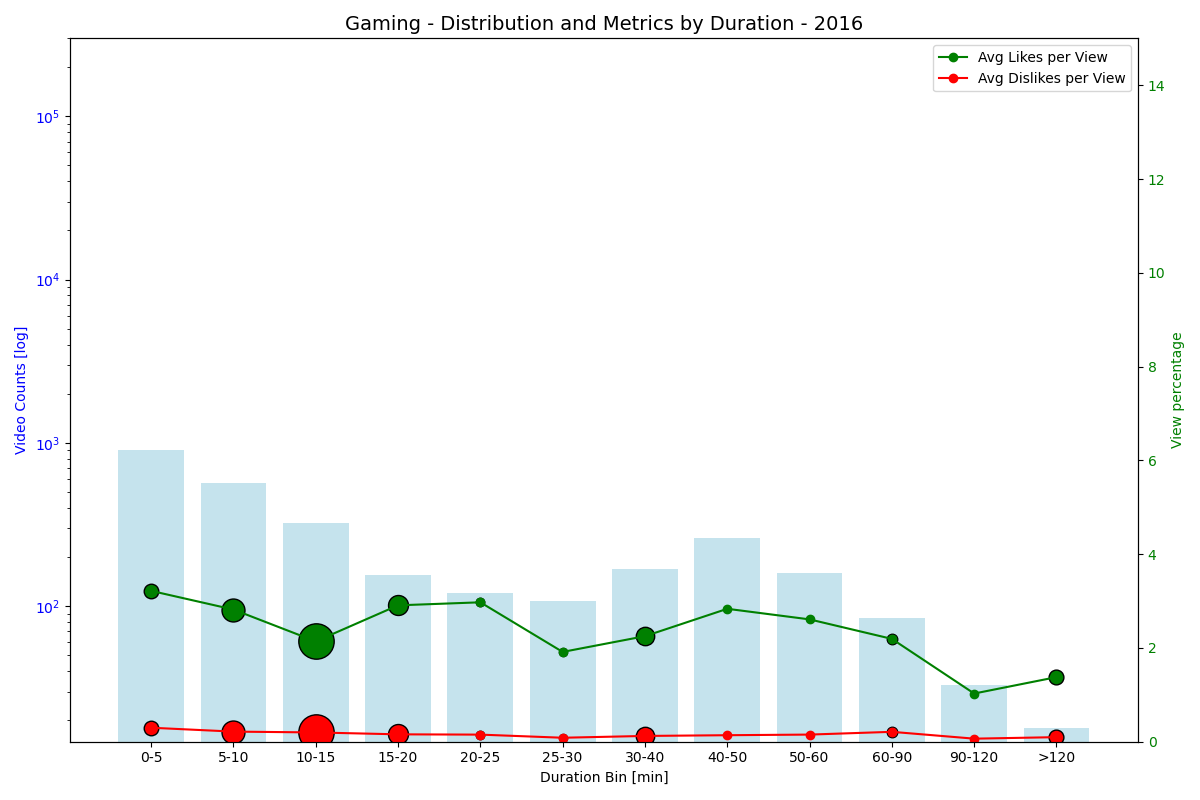 Gaming - Distribution and Metrics by Duration - 2016
Avg Likes per View
Avg Dislikes per View
Video Counts [log]
10^5
10^4
10^3
10^2
View percentage
14
12
10
8
6
4
2
0
0-5 5-10 10-15 15-20 20-25 25-30 30-40 40-50 50-60 60-90 90-120 >120
Duration Bin [min]